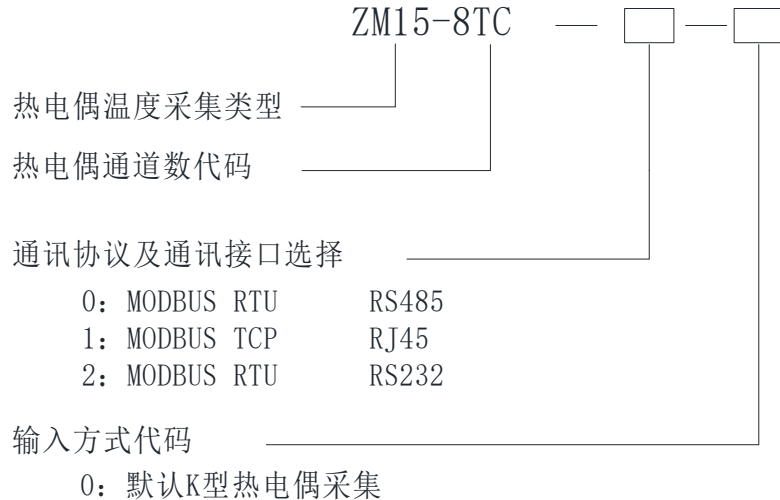 ZM15-8TC — □ — □
热电偶温度采集类型
热电偶通道数代码
通讯协议及通讯接口选择
0: MODBUS RTU RS485
1: MODBUS TCP RJ45
2: MODBUS RTU RS232
输入方式代码
0: 默认K型热电偶采集